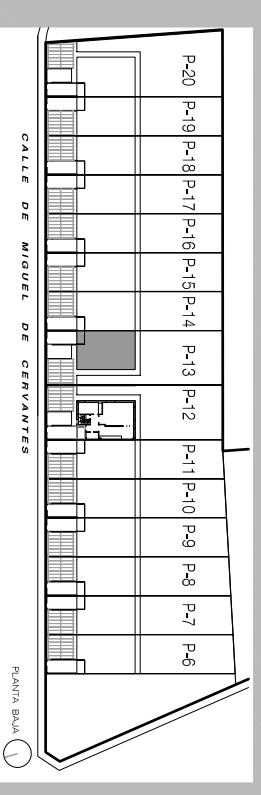 P-20
P-19
P-18
P-17
P-16
P-15
P-14
P-13
P-12
P-11
P-10
P-9
P-8
P-7
P-6
CALLE DE MIGUEL DE CERVANTES
PLANTA BAJA